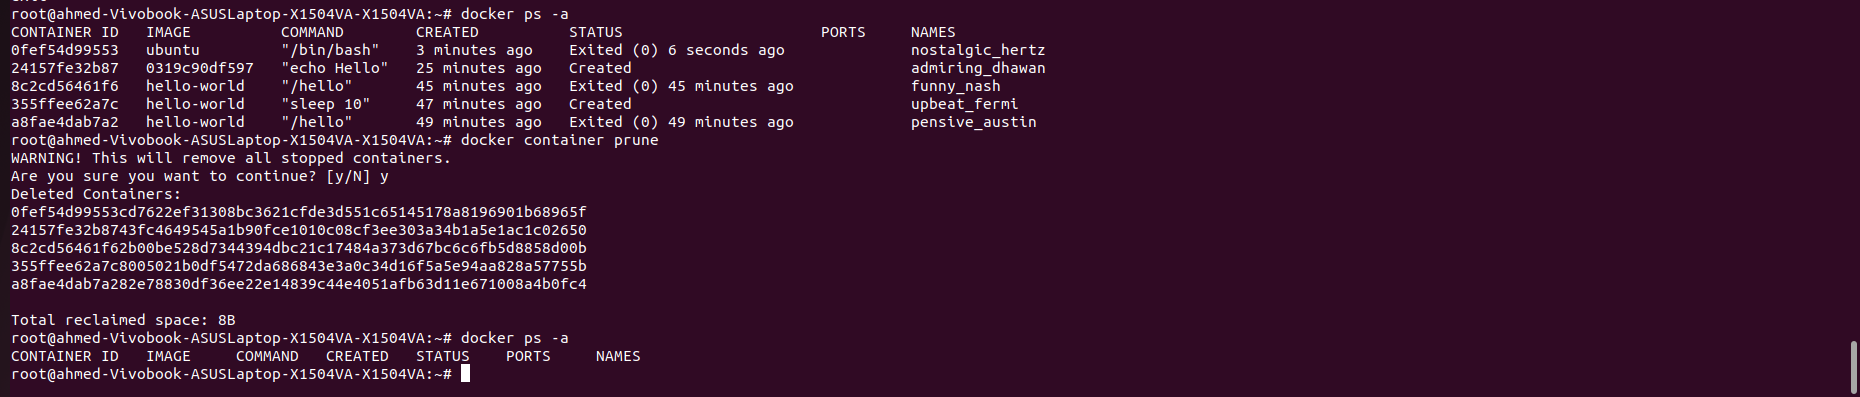 root@ahmed-Vivobook-ASUSLaptop-X1504VA-X1504VA:~# docker ps -a
CONTAINER ID   IMAGE          COMMAND        CREATED          STATUS                      PORTS     NAMES
0fef54d99553   ubuntu         "/bin/bash"    3 minutes ago    Exited (0) 6 seconds ago              nostalgic_hertz
24157fe32b87   0319c90df597   "echo Hello"   25 minutes ago   Created                               admiring_dhawan
8c2cd56461f6   hello-world    "/hello"       45 minutes ago   Exited (0) 45 minutes ago             funny_nash
355ffee62a7c   hello-world    "sleep 10"     47 minutes ago   Created                               upbeat_fermi
a8fae4dab7a2   hello-world    "/hello"       49 minutes ago   Exited (0) 49 minutes ago             pensive_austin
root@ahmed-Vivobook-ASUSLaptop-X1504VA-X1504VA:~# docker container prune
WARNING! This will remove all stopped containers.
Are you sure you want to continue? [y/N] y
Deleted Containers:
0fef54d99553cd7622ef31308bc3621cfde3d551c65145178a8196901b68965f
24157fe32b8743fc4649545a1b90fce1010c08cf3ee303a34b1a5e1ac1c02650
8c2cd56461f62b00be528d7344394dbc21c17484a373d67bc6c6fb5d8858d00b
355ffee62a7c8005021b0df5472da686843e3a0c34d16f5a5e94aa828a57755b
a8fae4dab7a282e78830df36ee22e14839c44e4051afb63d11e671008a4b0fc4

Total reclaimed space: 8B
root@ahmed-Vivobook-ASUSLaptop-X1504VA-X1504VA:~# docker ps -a
CONTAINER ID   IMAGE     COMMAND   CREATED   STATUS    PORTS     NAMES
root@ahmed-Vivobook-ASUSLaptop-X1504VA-X1504VA:~#